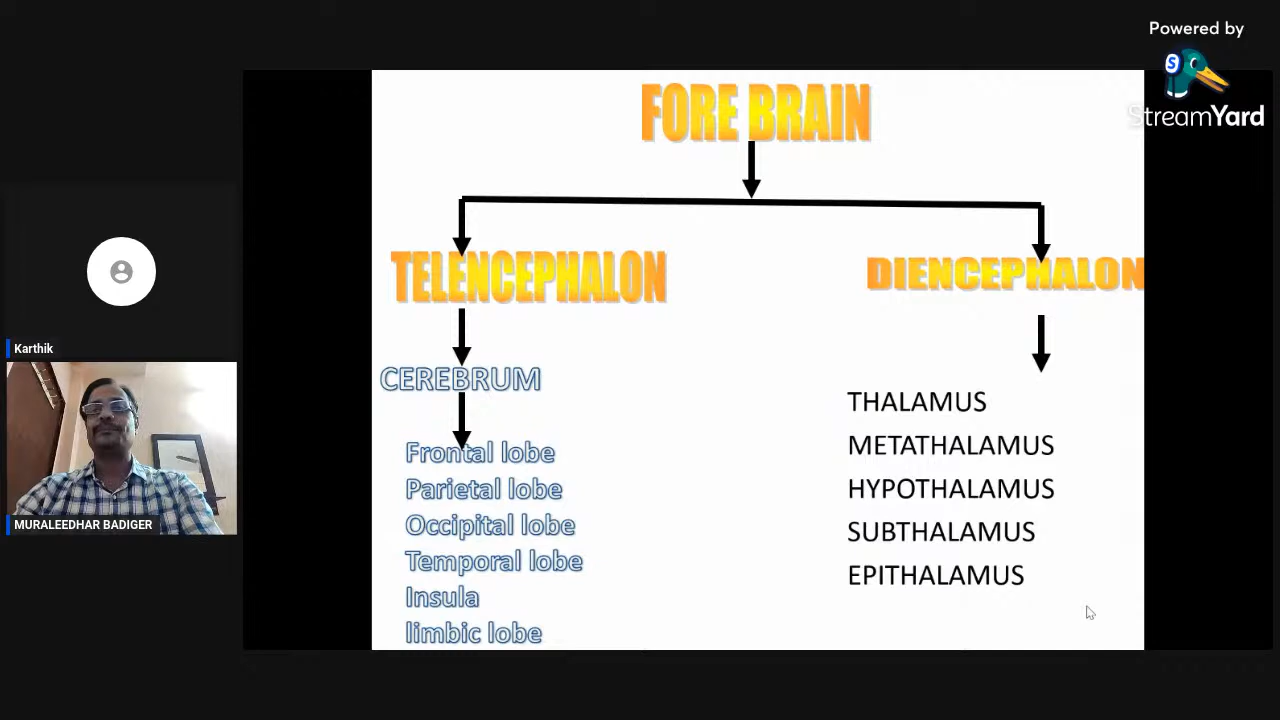 Powered by
StreamYard
FORE BRAIN
TELENCEPHALON
DIENCEPHALON
CEREBRUM
Frontal lobe
Parietal lobe
Occipital lobe
Temporal lobe
Insula
limbic lobe
THALAMUS
METATHALAMUS
HYPOTHALAMUS
SUBTHALAMUS
EPITHALAMUS
Karthik
MURALEEDHAR BADIGER